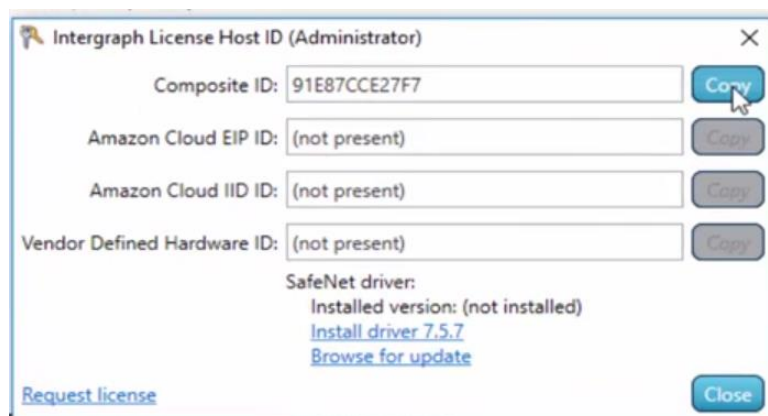 Intergraph License Host ID (Administrator)
Composite ID: 91E87CCE27F7 Copy
Amazon Cloud EIP ID: (not present) Copy
Amazon Cloud IID ID: (not present) Copy
Vendor Defined Hardware ID: (not present) Copy
SafeNet driver:
Installed version: (not installed)
Install driver 7.5.7
Browse for update
Request license Close